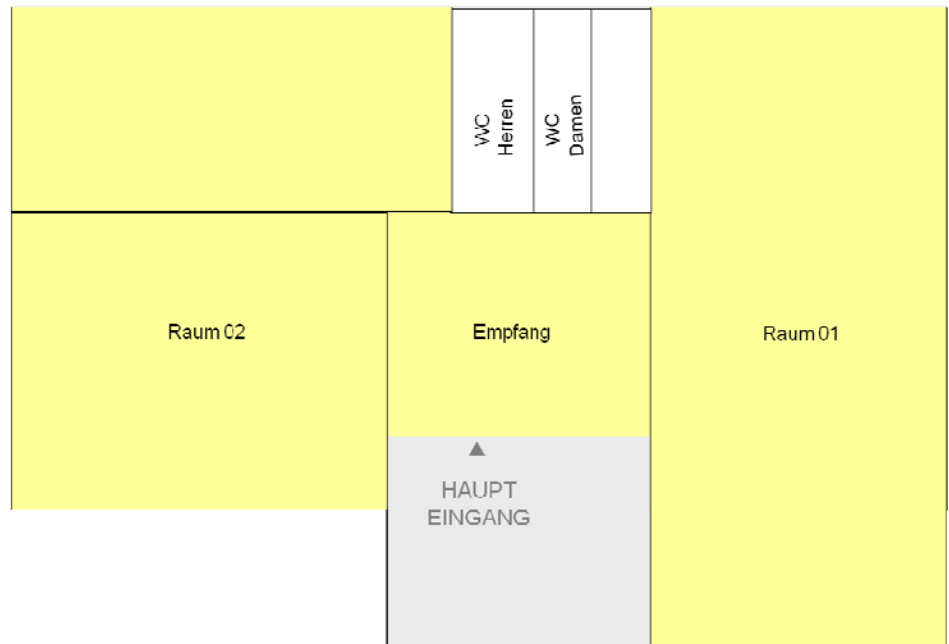 WC
Herren
WC
Damen
Raum 02
Empfang
Raum 01
HAUPT
EINGANG